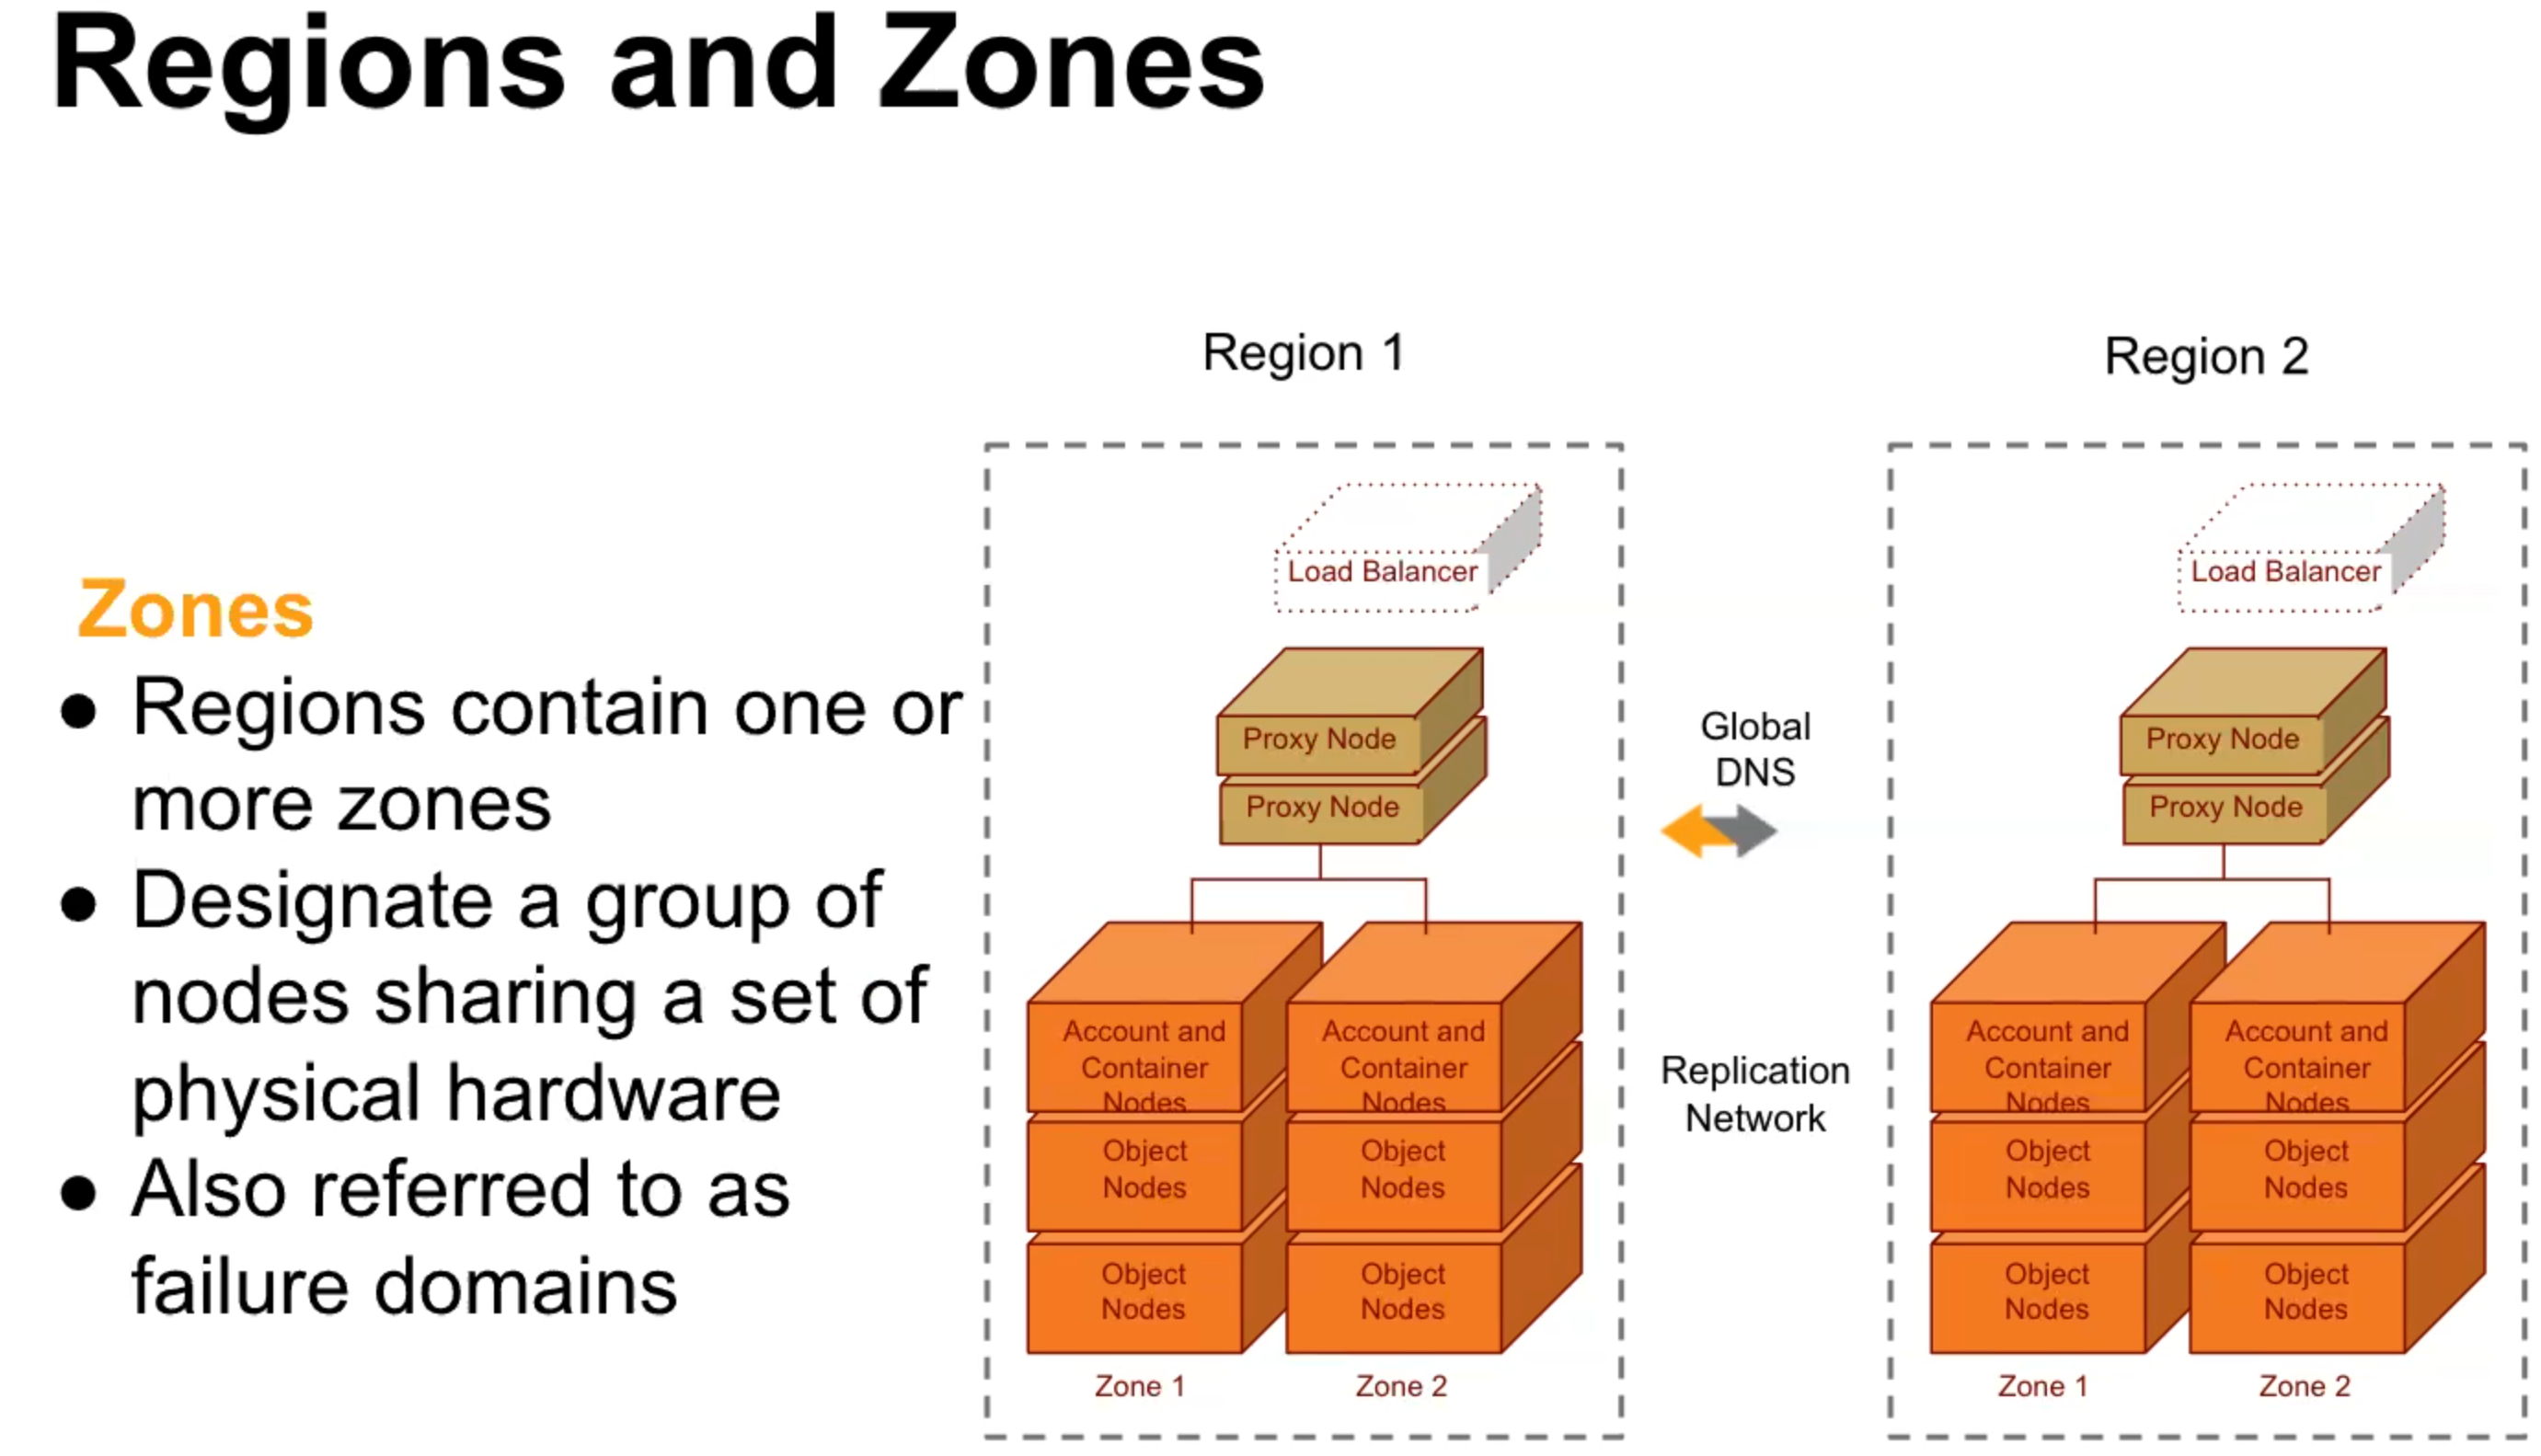 Regions and Zones
Zones
● Regions contain one or
more zones
● Designate a group of
nodes sharing a set of
physical hardware
● Also referred to as
failure domains
Region 1
Load Balancer
Proxy Node
Proxy Node
Account and
Container
Nodes
Object
Nodes
Object
Nodes
Zone 1
Account and
Container
Nodes
Object
Nodes
Object
Nodes
Zone 2
Global
DNS
Replication
Network
Region 2
Load Balancer
Proxy Node
Proxy Node
Account and
Container
Nodes
Object
Nodes
Object
Nodes
Zone 1
Account and
Container
Nodes
Object
Nodes
Object
Nodes
Zone 2